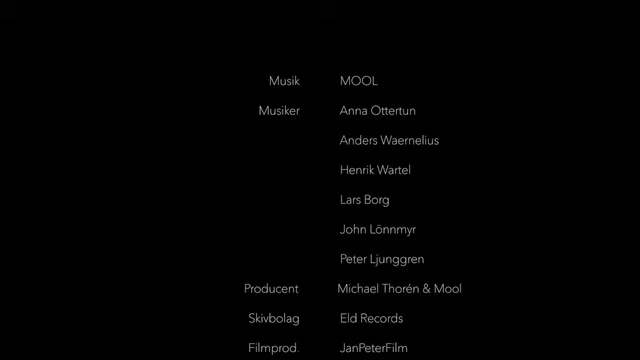 Musik MOOL
Musiker Anna Ottertun
Anders Waernelius
Henrik Wartel
Lars Borg
John Lönnmyr
Peter Ljunggren
Producent Michael Thorén & Mool
Skivbolag Eld Records
Filmprod. JanPeterFilm